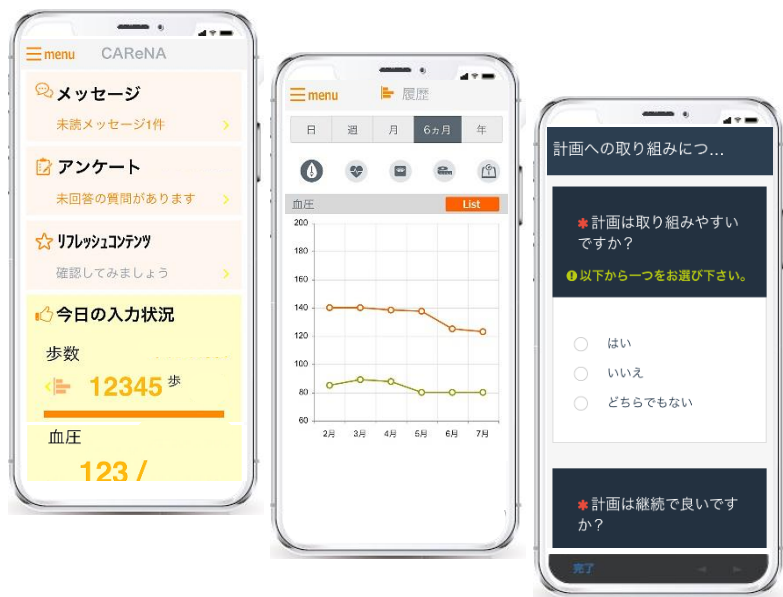 menu CAReNA
メッセージ
未読メッセージ1件
アンケート
未回答の質問があります
リフレッシュコンテンツ
確認してみましょう
今日の入力状況
歩数
12345 歩
血圧
123 /
menu 履歴
日 週 月 6ヵ月 年
血圧 List
200
180
160
140
120
100
80
60
2月 3月 4月 5月 6月 7月
計画への取り組みにつ...
*計画は取り組みやすい
ですか?
以下から一つをお選び下さい。
はい
いいえ
どちらでもない
*計画は継続で良いです
か?
完了